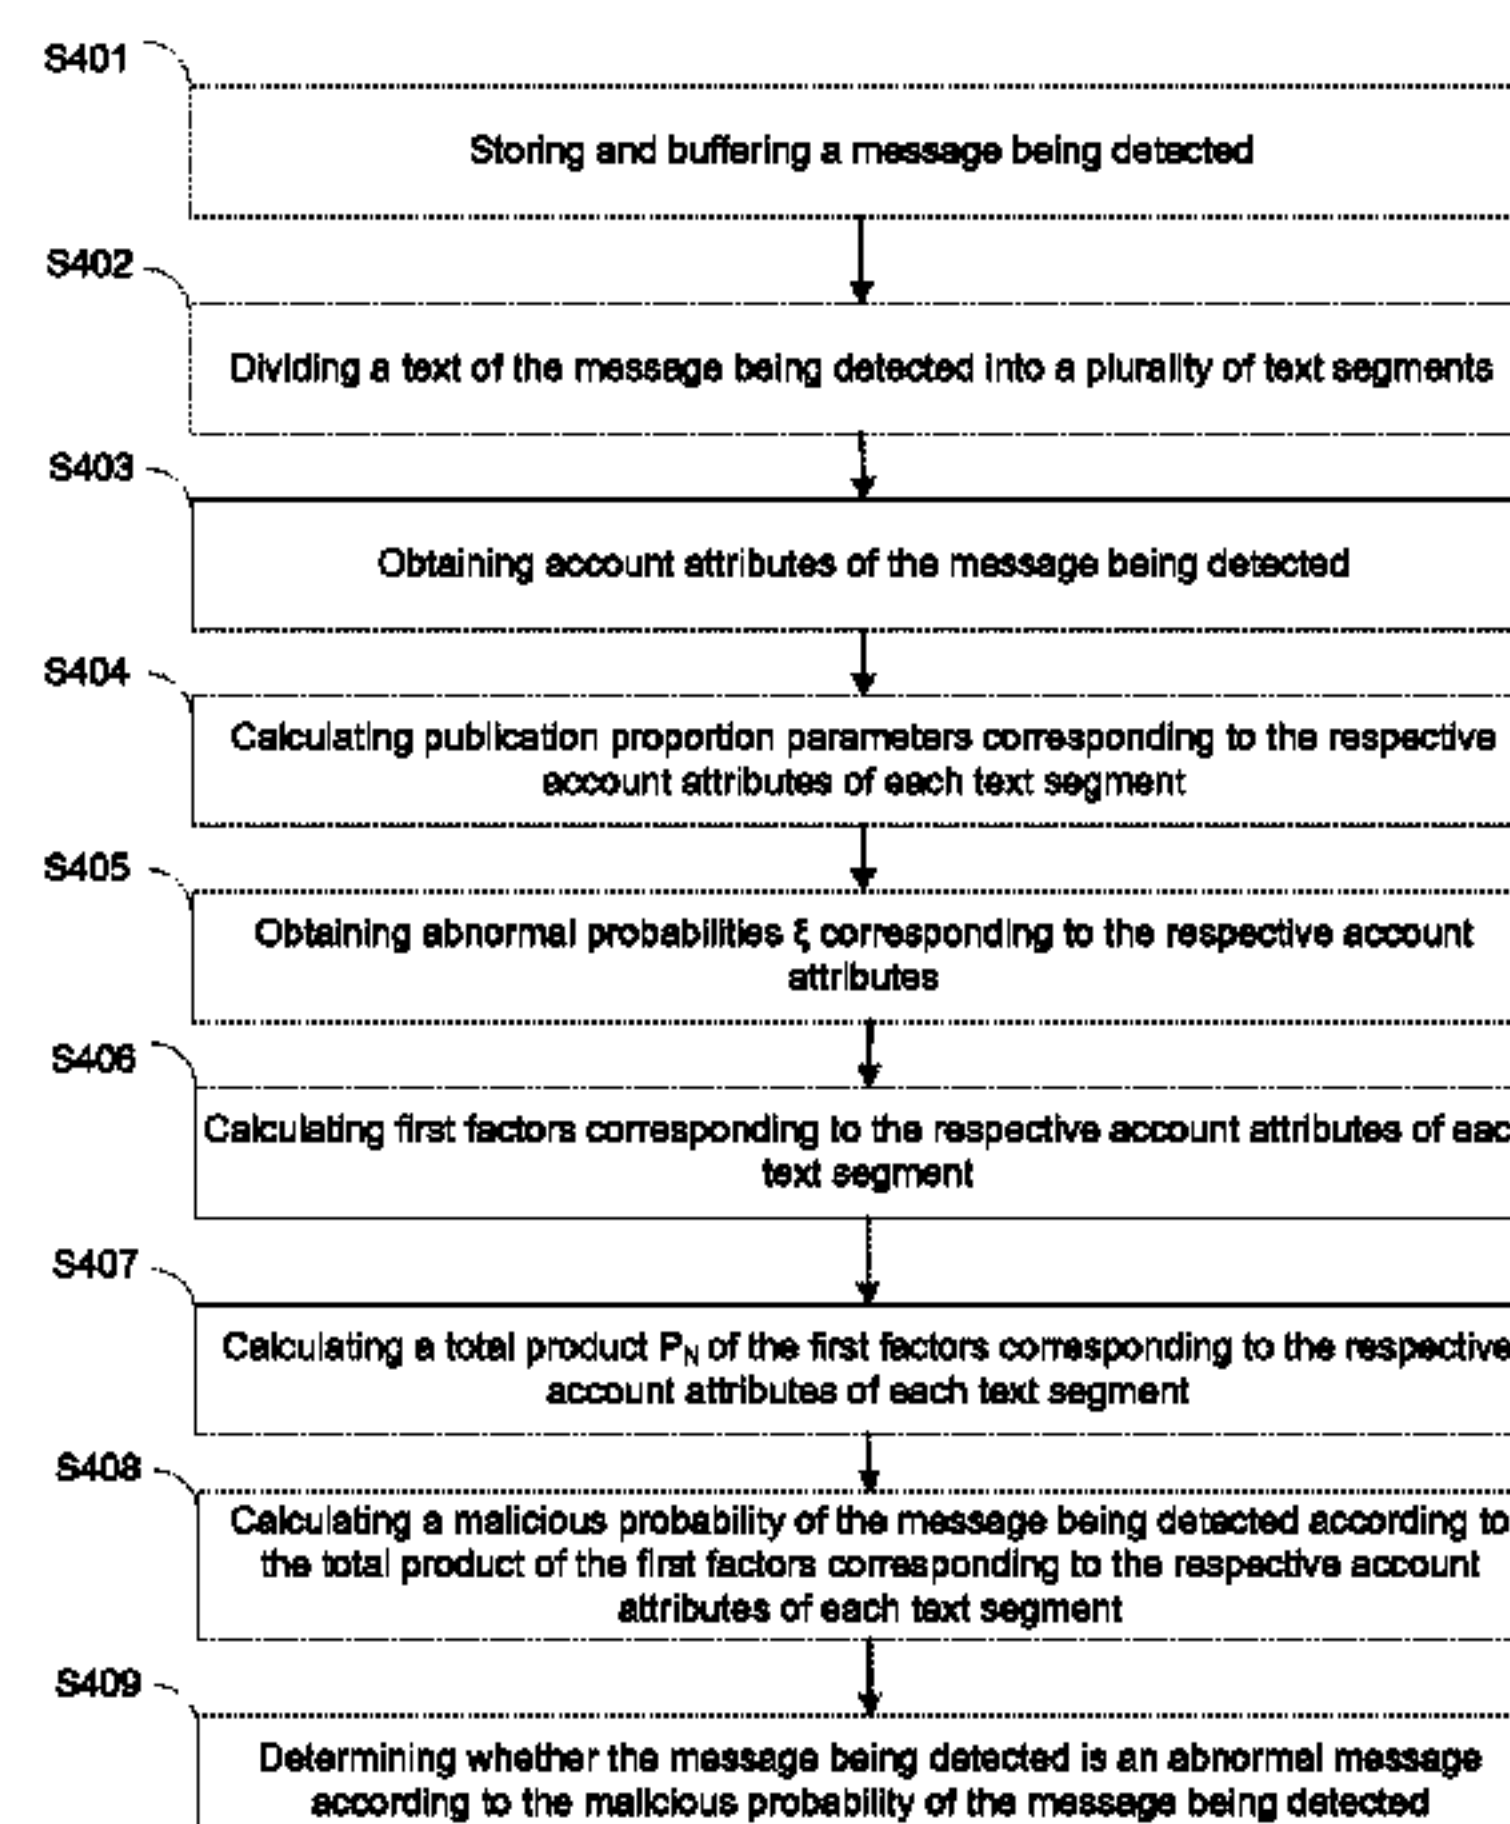 S401
Storing and buffering a message being detected
S402
Dividing a text of the message being detected into a plurality of text segments
S403
Obtaining account attributes of the message being detected
S404
Calculating publication proportion parameters corresponding to the respective
account attributes of each text segment
S405
Obtaining abnormal probabilities ξ corresponding to the respective account
attributes
S406
Calculating first factors corresponding to the respective account attributes of eac
text segment
S407
Calculating a total product P_N of the first factors corresponding to the respective
account attributes of each text segment
S408
Calculating a malicious probability of the message being detected according to
the total product of the first factors corresponding to the respective account
attributes of each text segment
S409
Determining whether the message being detected is an abnormal message
according to the malicious probability of the message being detected